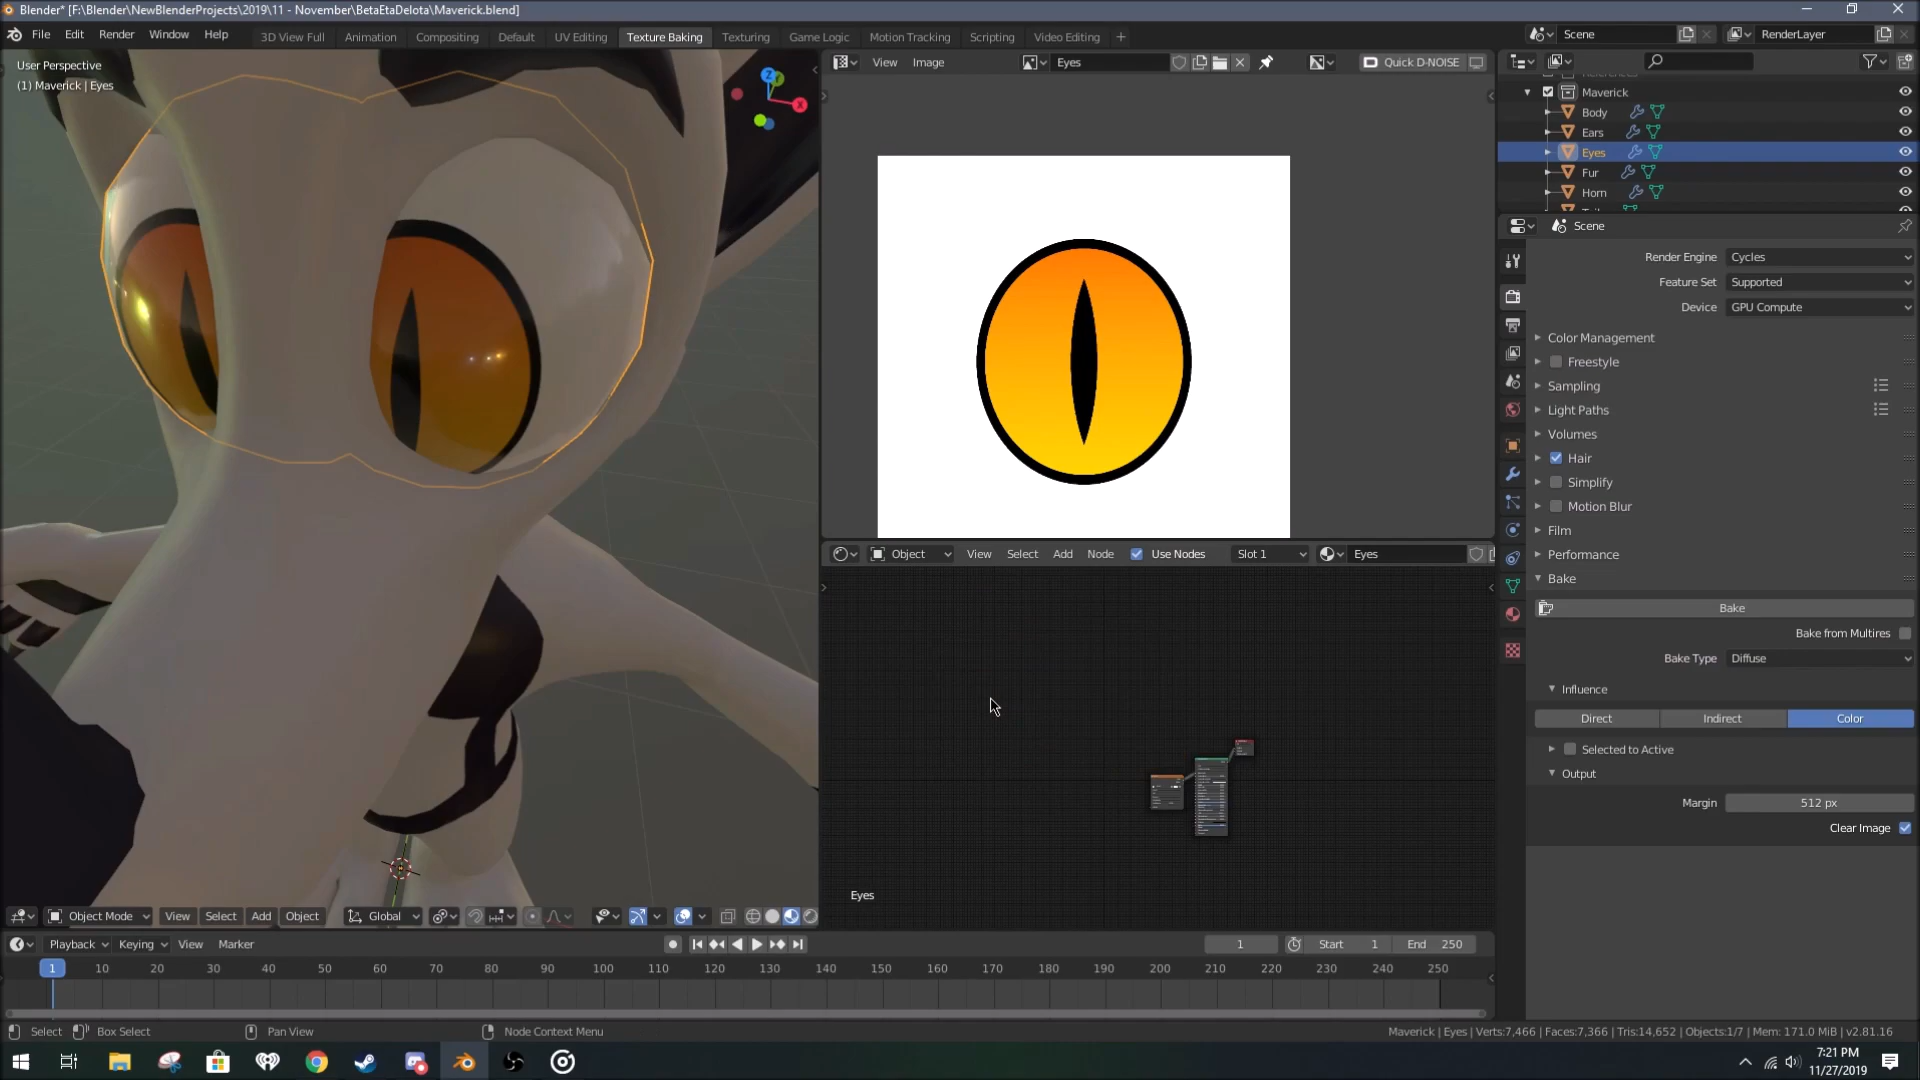 Blender* [F:\Blender\NewBlenderProjects\2019\11 - November\BetaEtaDelota\Maverick.blend]
File Edit Render Window Help 3D View Full Animation Compositing Default UV Editing Texture Baking Texturing Game Logic Motion Tracking Scripting Video Editing + Scene RenderLayer
User Perspective
(1) Maverick | Eyes
Z
X
View Image Eyes Quick D-NOISE
Maverick
Body
Ears
Eyes
Fur
Horn
Scene
Render Engine Cycles
Feature Set Supported
Device GPU Compute
Color Management
Freestyle
Sampling
Light Paths
Volumes
Hair
Simplify
Motion Blur
Film
Performance
Bake
Bake
Bake from Multires
Bake Type Diffuse
Influence
Direct Indirect Color
Selected to Active
Output
Margin 512 px
Clear Image
Object View Select Add Node Use Nodes Slot 1 Eyes
Eyes
Object Mode View Select Add Object Global
Playback Keying View Marker 1 Start 1 End 250
1 10 20 30 40 50 60 70 80 90 100 110 120 130 140 150 160 170 180 190 200 210 220 230 240 250
Select Box Select Pan View Node Context Menu Maverick | Eyes | Verts:7,466 | Faces:7,366 | Tris:14,652 | Objects:1/7 | Mem: 171.0 MiB | v2.81.16
7:21 PM
11/27/2019